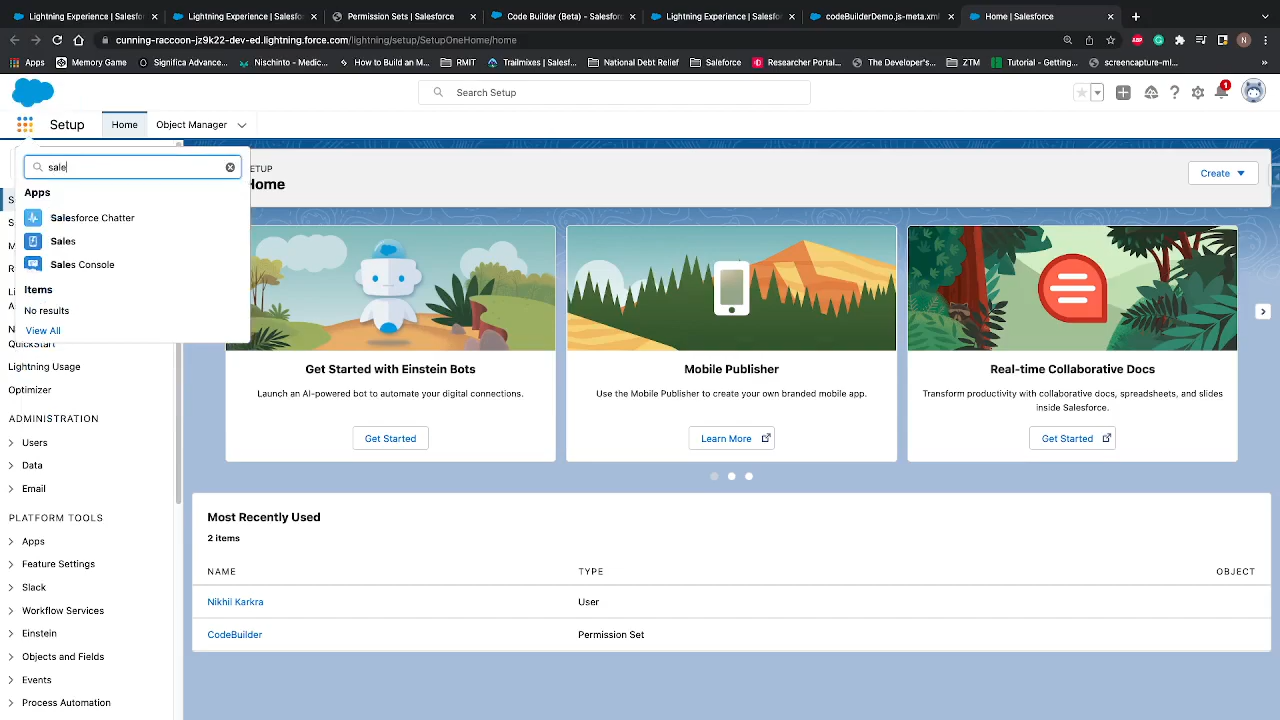 Lightning Experience | Salesf
Lightning Experience | Salesfo
Permission Sets | Salesforce
Code Builder (Beta) - Salesfo
Lightning Experience | Salesfo
codeBuilderDemo.js-meta.xml
Home | Salesforce
cunning-raccoon-jz9k22-dev-ed.lightning.force.com/lightning/setup/SetupOneHome/home
N
Apps
Memory Game
Significa Advance...
Nischinto - Medic...
How to Build an M...
RMIT
Trailmixes | Salesf...
National Debt Relief
Salesforce
Researcher Portal...
The Developer's...
ZTM
Tutorial - Getting...
screencapture-ml...
Search Setup
1
Setup
Home
Object Manager
sale
Apps
Salesforce Chatter
Sales
Sales Console
Items
No results
View All
QuickStart
Lightning Usage
Optimizer
ADMINISTRATION
Users
Data
Email
PLATFORM TOOLS
Apps
Feature Settings
Slack
Workflow Services
Einstein
Objects and Fields
Events
Process Automation
SETUP
Home
Create
Get Started with Einstein Bots
Launch an AI-powered bot to automate your digital connections.
Get Started
Mobile Publisher
Use the Mobile Publisher to create your own branded mobile app.
Learn More
Real-time Collaborative Docs
Transform productivity with collaborative docs, spreadsheets, and slides
inside Salesforce.
Get Started
Most Recently Used
2 items
NAME TYPE OBJECT
Nikhil Karkra User
CodeBuilder Permission Set